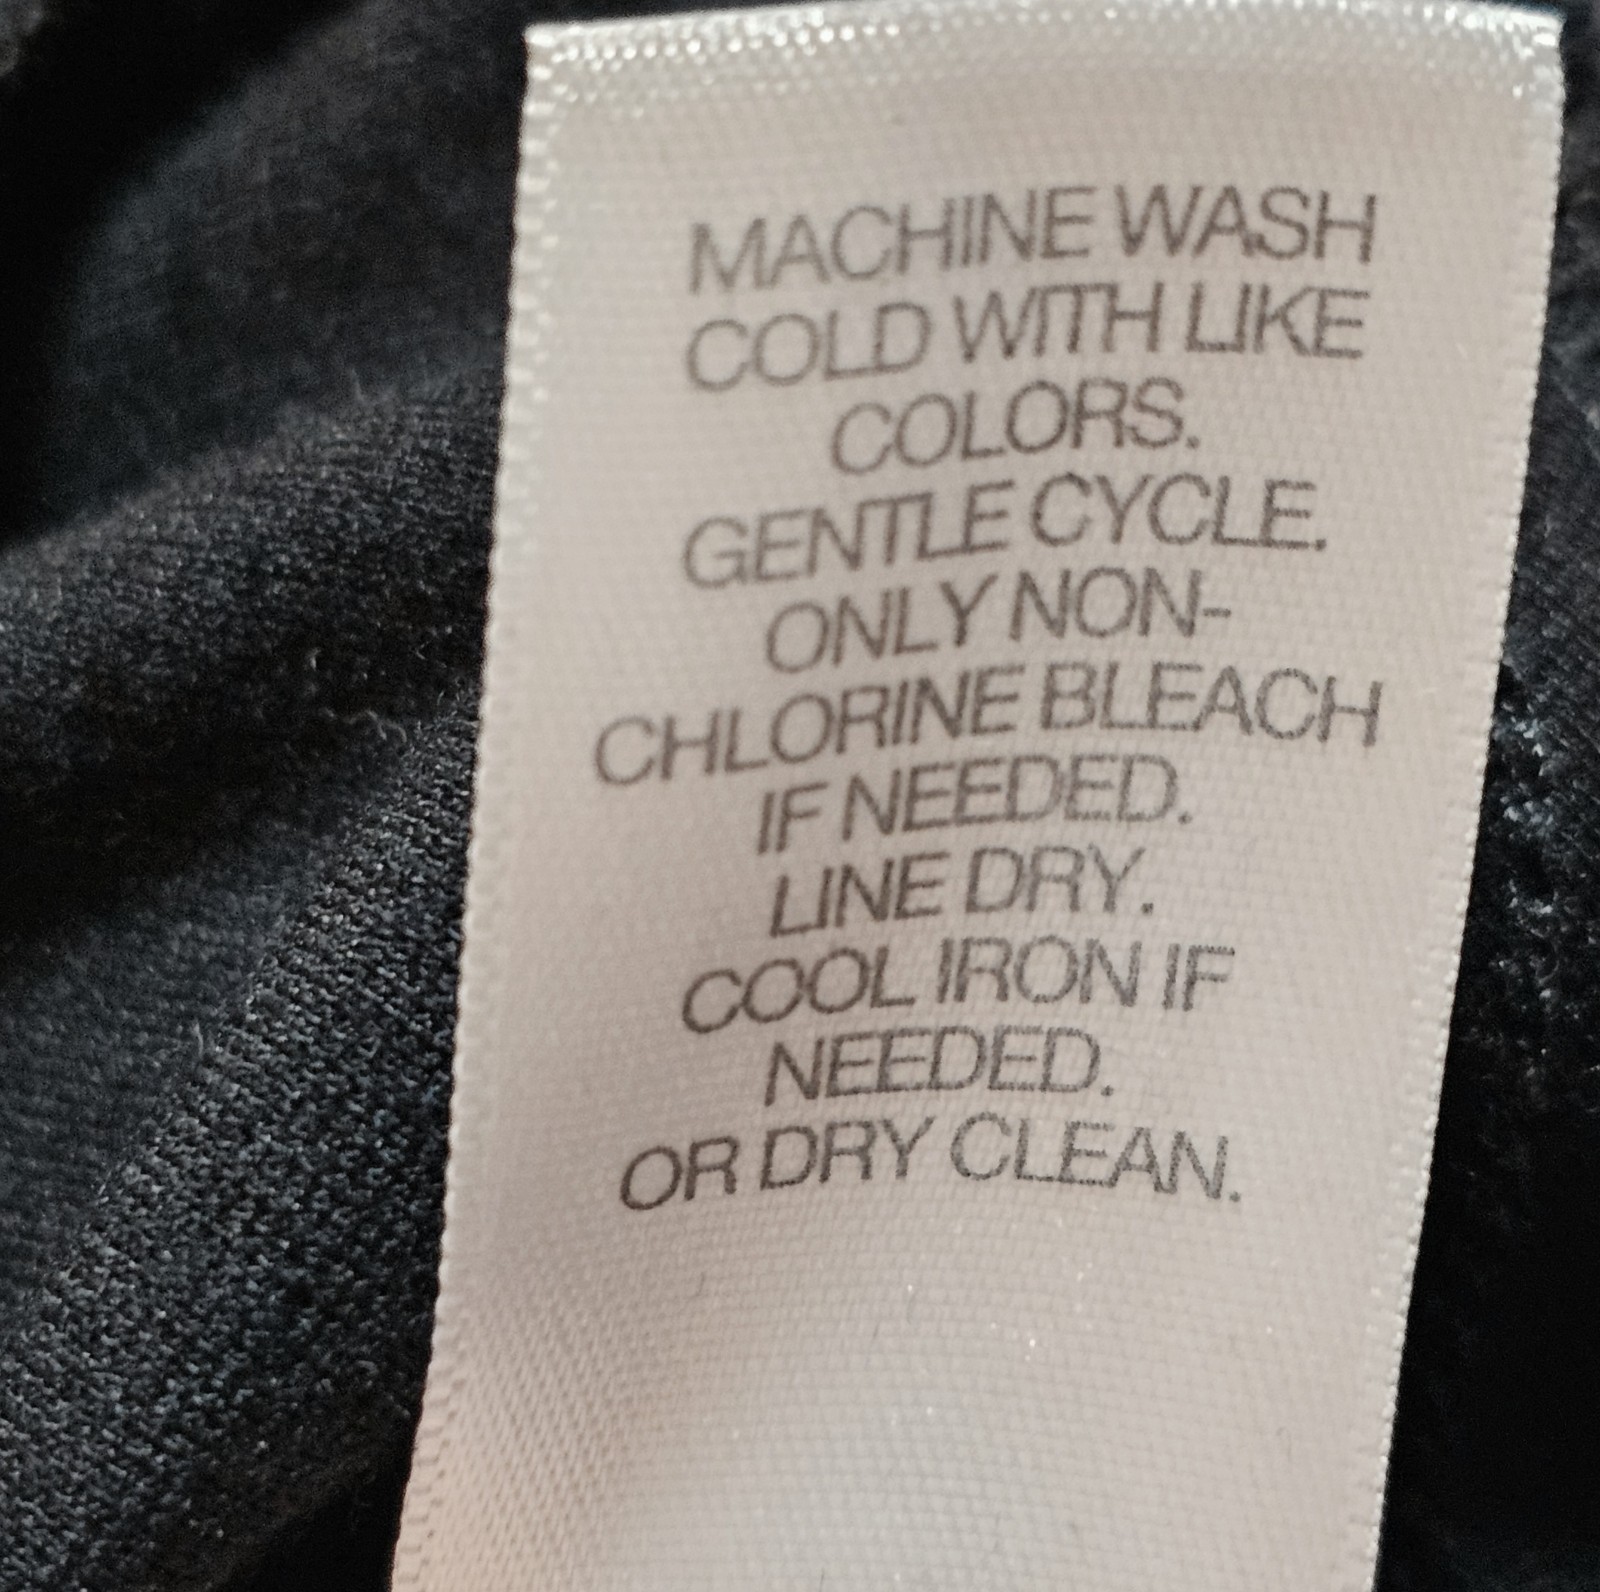 MACHINE WASH
COLD WITH LIKE
COLORS.
GENTLE CYCLE.
ONLY NON-
CHLORINE BLEACH
IF NEEDED.
LINE DRY.
COOL IRON IF
NEEDED.
OR DRY CLEAN.